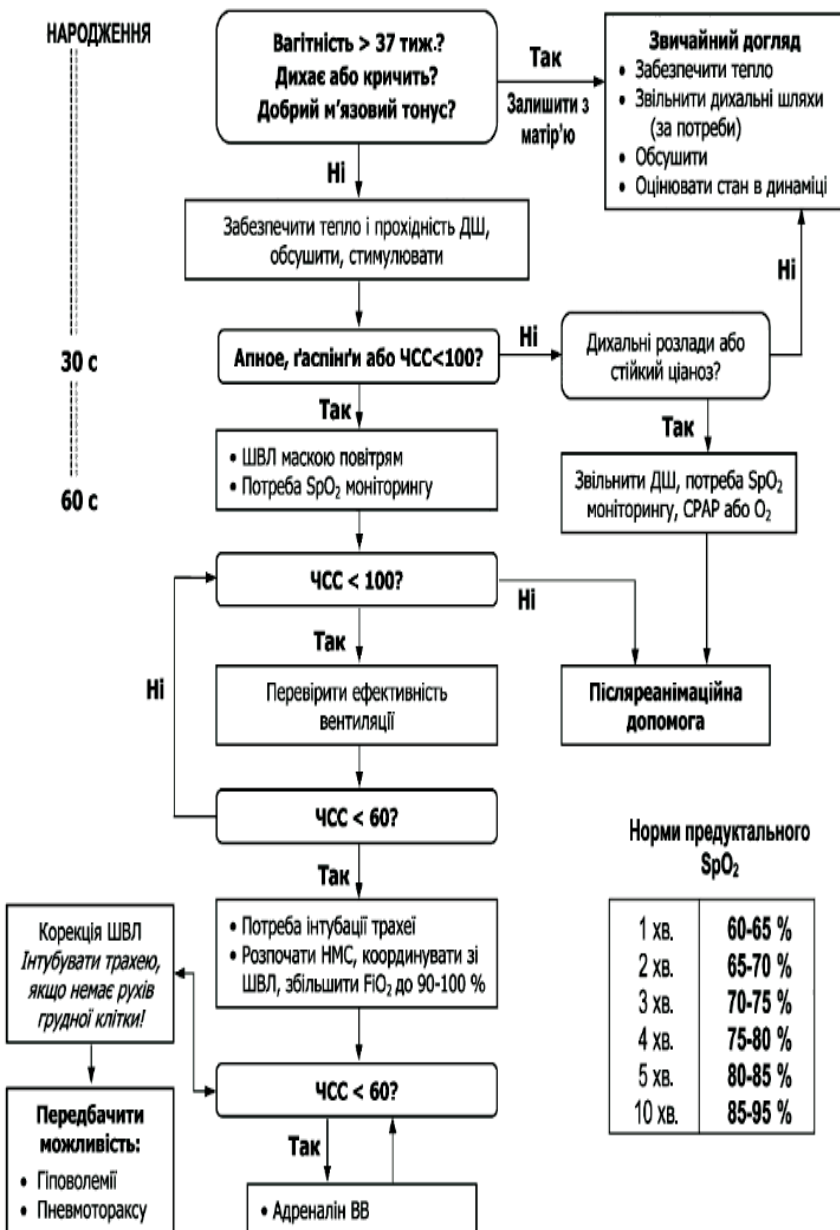 НАРОДЖЕННЯ
Вагітність > 37 тиж.?
Дихає або кричить?
Добрий м’язовий тонус?
Так
Залишити з
матір'ю
Звичайний догляд
• Забезпечити тепло
• Звільнити дихальні шляхи
(за потреби)
• Обсушити
• Оцінювати стан в динаміці
Ні
Забезпечити тепло і прохідність ДШ,
обсушити, стимулювати
Ні
30 с
Апное, ґаспінґи або ЧСС<100?
Ні
Дихальні розлади або
стійкий ціаноз?
Так
Так
• ШВЛ маскою повітрям
• Потреба SpO₂ моніторингу
60 с
Звільнити ДШ, потреба SpO₂
моніторингу, CPAP або O₂
ЧСС < 100?
Ні
Так
Ні
Перевірити ефективність
вентиляції
Післяреанімаційна
допомога
ЧСС < 60?
Так
Норми предуктального
SpO₂
1 хв. 60-65 %
2 хв. 65-70 %
3 хв. 70-75 %
4 хв. 75-80 %
5 хв. 80-85 %
10 хв. 85-95 %
• Потреба інтубації трахеї
• Розпочати НМС, координувати зі
ШВЛ, збільшити FiO₂ до 90-100 %
Корекція ШВЛ
Інтубувати трахею,
якщо немає рухів
грудної клітки!
ЧСС < 60?
Так
Передбачити
можливість:
• Гіповолемії
• Пневмотораксу
• Адреналін ВВ